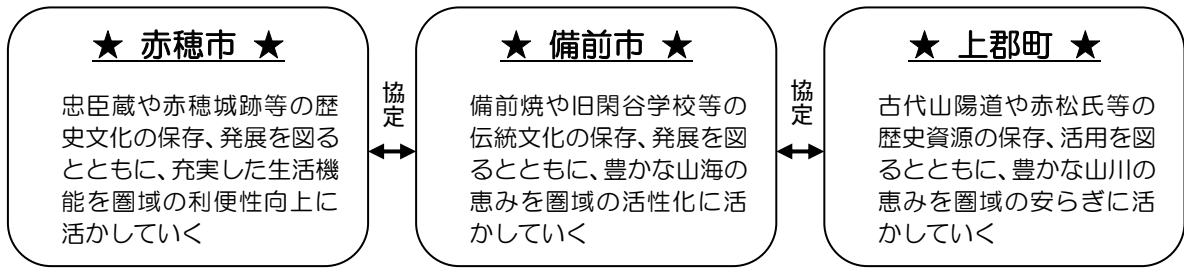 ★ 赤穂市 ★
忠臣蔵や赤穂城跡等の歴
史文化の保存、発展を図る
とともに、充実した生活機
能を圏域の利便性向上に
活かしていく
協定
★ 備前市 ★
備前焼や旧閑谷学校等の
伝統文化の保存、発展を図
るとともに、豊かな山海の
恵みを圏域の活性化に活
かしていく
協定
★ 上郡町 ★
古代山陽道や赤松氏等の
歴史資源の保存、活用を図
るとともに、豊かな山川の
恵みを圏域の安らぎに活
かしていく